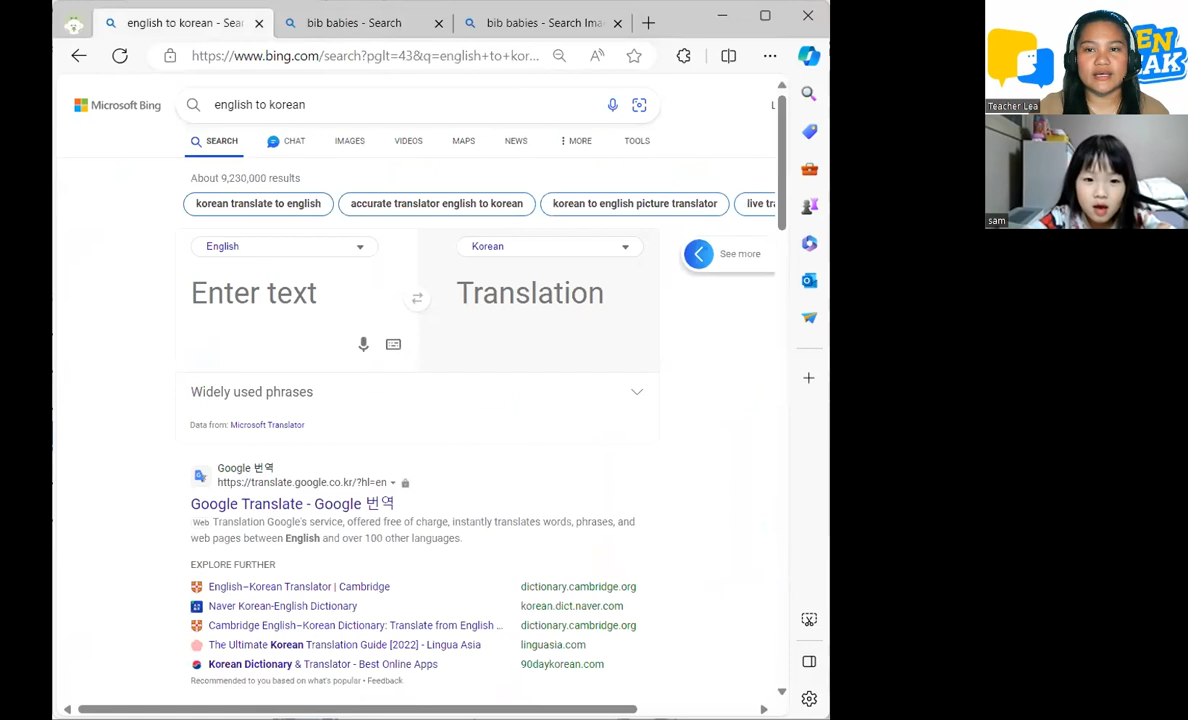 english to korean - Sear
bib babies - Search
bib babies - Search Ima
https://www.bing.com/search?pglt=43&q=english+to+kor...
Microsoft Bing
english to korean
SEARCH
CHAT
IMAGES
VIDEOS
MAPS
NEWS
MORE
TOOLS
About 9,230,000 results
korean translate to english
accurate translator english to korean
korean to english picture translator
live tra
English
Korean
See more
Enter text
Translation
Widely used phrases
Data from: Microsoft Translator
Google 번역
https://translate.google.co.kr/?hl=en
Google Translate - Google 번역
Web Translation Google's service, offered free of charge, instantly translates words, phrases, and
web pages between English and over 100 other languages.
EXPLORE FURTHER
English–Korean Translator | Cambridge dictionary.cambridge.org
Naver Korean-English Dictionary korean.dict.naver.com
Cambridge English–Korean Dictionary: Translate from English ... dictionary.cambridge.org
The Ultimate Korean Translation Guide [2022] - Lingua Asia linguasia.com
Korean Dictionary & Translator - Best Online Apps 90daykorean.com
Recommended to you based on what's popular • Feedback
Teacher Lea
sam